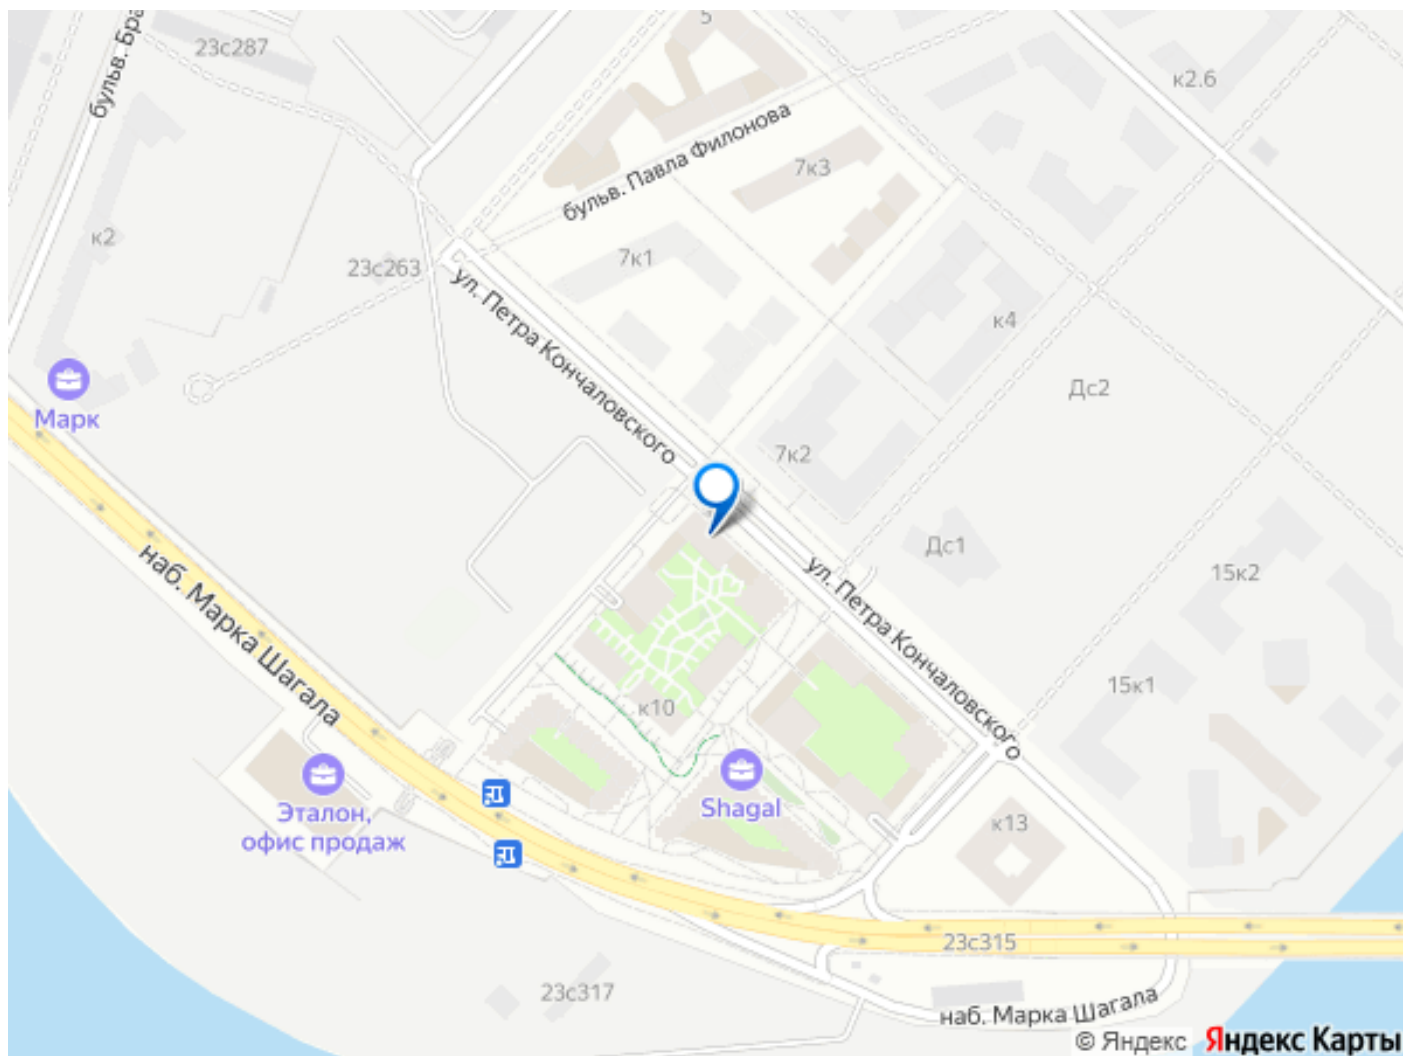 5
23с287
бульв. Бра
к2.6
бульв. Павла Филонова
7к3
к2
7к1
23с263
ул. Петра Кончаловского
к4
Дс2
Марк
7к2
Дс1
15к2
наб. Марка Шагала
ул. Петра Кончаловского
15к1
к10
Shagal
Эталон,
офис продаж
к13
23с315
23с317
наб. Марка Шагала
© Яндекс Яндекс Карты